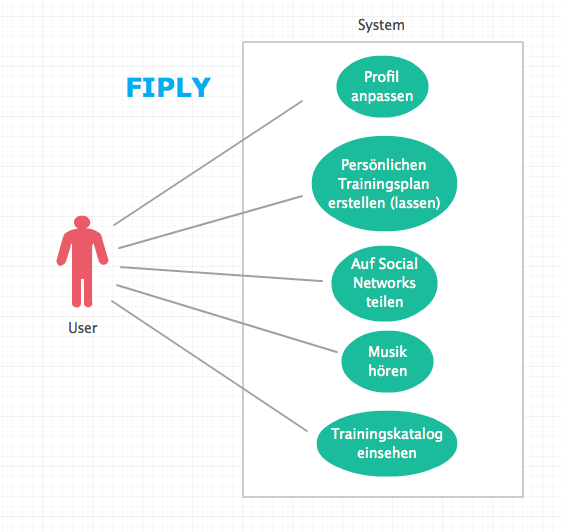 System
FIPLY
Profil
anpassen
Persönlichen
Trainingsplan
erstellen (lassen)
Auf Social
Networks
teilen
User
Musik
hören
Trainingskatalog
einsehen